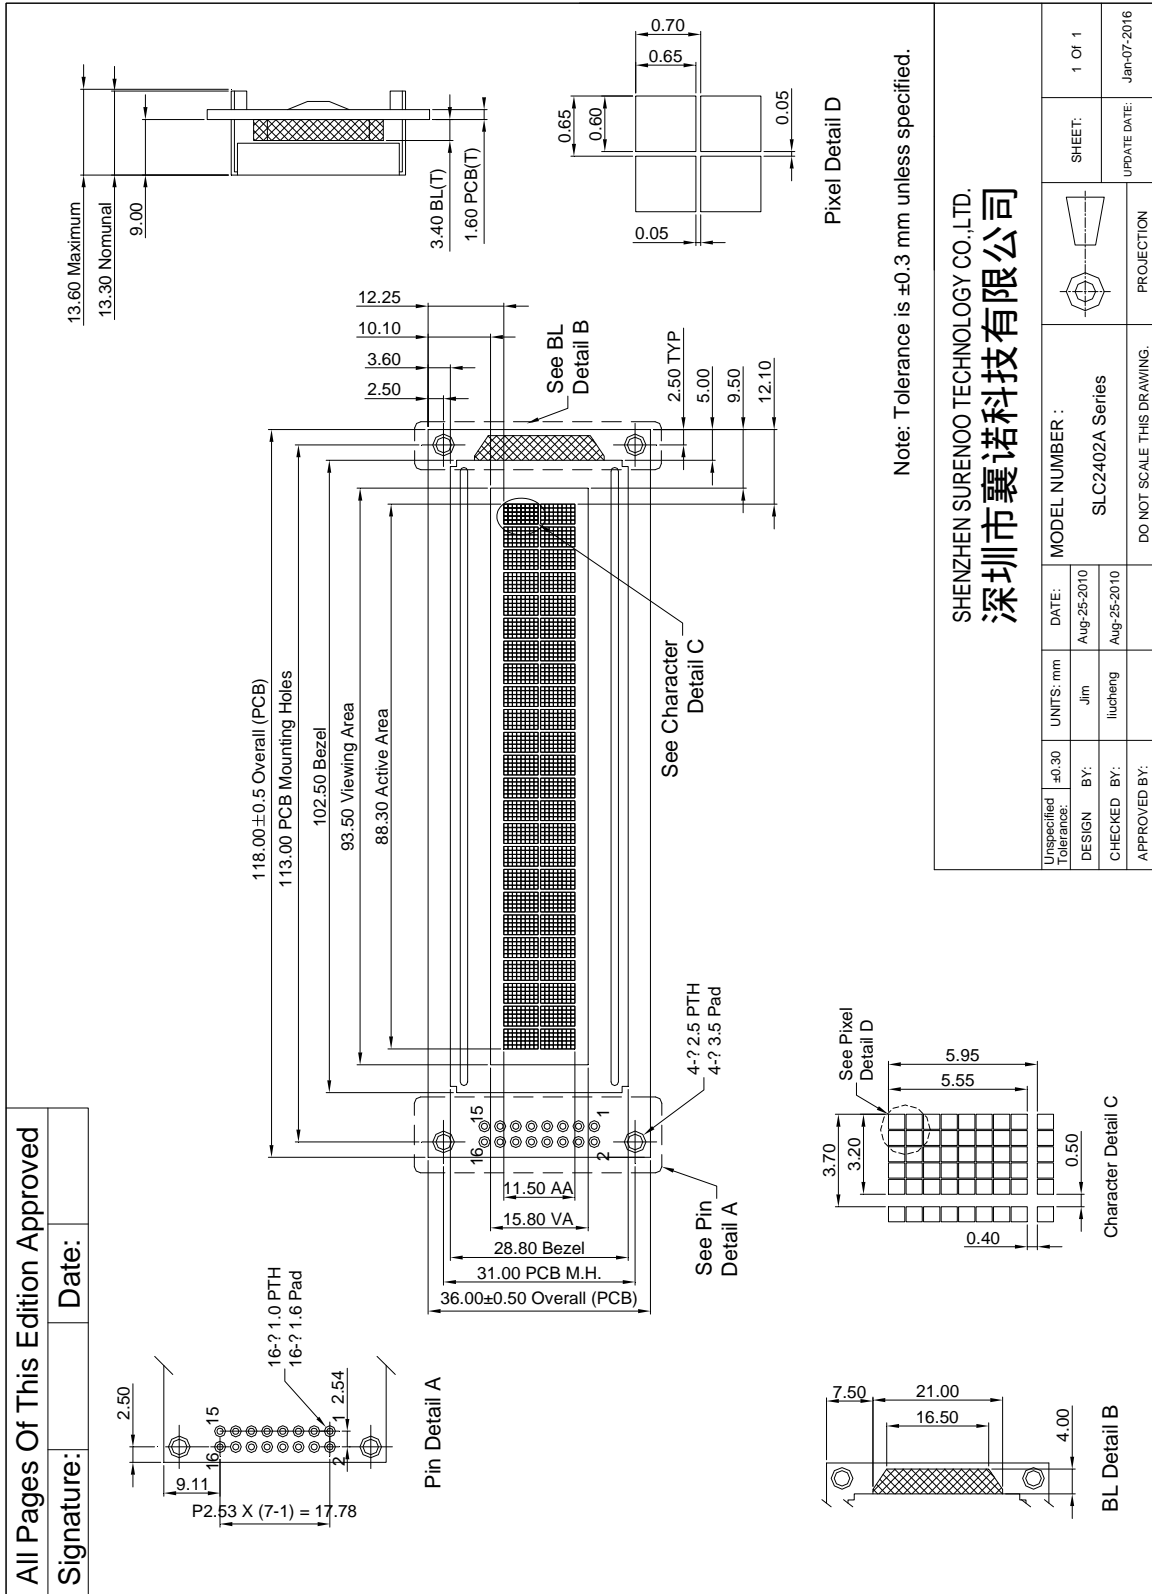 All Pages Of This Edition Approved
Signature:
Date:
13.60 Maximum
13.30 Nomunal
9.00
3.40 BL(T)
1.60 PCB(T)
0.70
0.65
0.65
0.60
0.05
0.05
Pixel Detail D
Note: Tolerance is ±0.3 mm unless specified.
118.00±0.5 Overall (PCB)
113.00 PCB Mounting Holes
102.50 Bezel
93.50 Viewing Area
88.30 Active Area
12.25
10.10
3.60
2.50
See BL
Detail B
2.50 TYP
5.00
9.50
12.10
See Character
Detail C
4-? 2.5 PTH
4-? 3.5 Pad
16
15
2
1
11.50 AA
15.80 VA
28.80 Bezel
31.00 PCB M.H.
36.00±0.50 Overall (PCB)
See Pin
Detail A
2.50
16-? 1.0 PTH
16-? 1.6 Pad
2.54
16
15
2
1
9.11
P2.53 X (7-1) = 17.78
Pin Detail A
See Pixel
Detail D
5.95
5.55
3.70
3.20
0.50
0.40
Character Detail C
7.50
21.00
16.50
4.00
BL Detail B
SHENZHEN SURENOO TECHNOLOGY CO.,LTD.
深圳市襄诺科技有限公司
Unspecified
Tolerance:
±0.30
UNITS: mm
DATE:
MODEL NUMBER :
SLC2402A Series
SHEET:
1 Of 1
DESIGN BY:
Jim
Aug-25-2010
CHECKED BY:
liucheng
Aug-25-2010
APPROVED BY:
DO NOT SCALE THIS DRAWING.
PROJECTION
UPDATE DATE:
Jan-07-2016